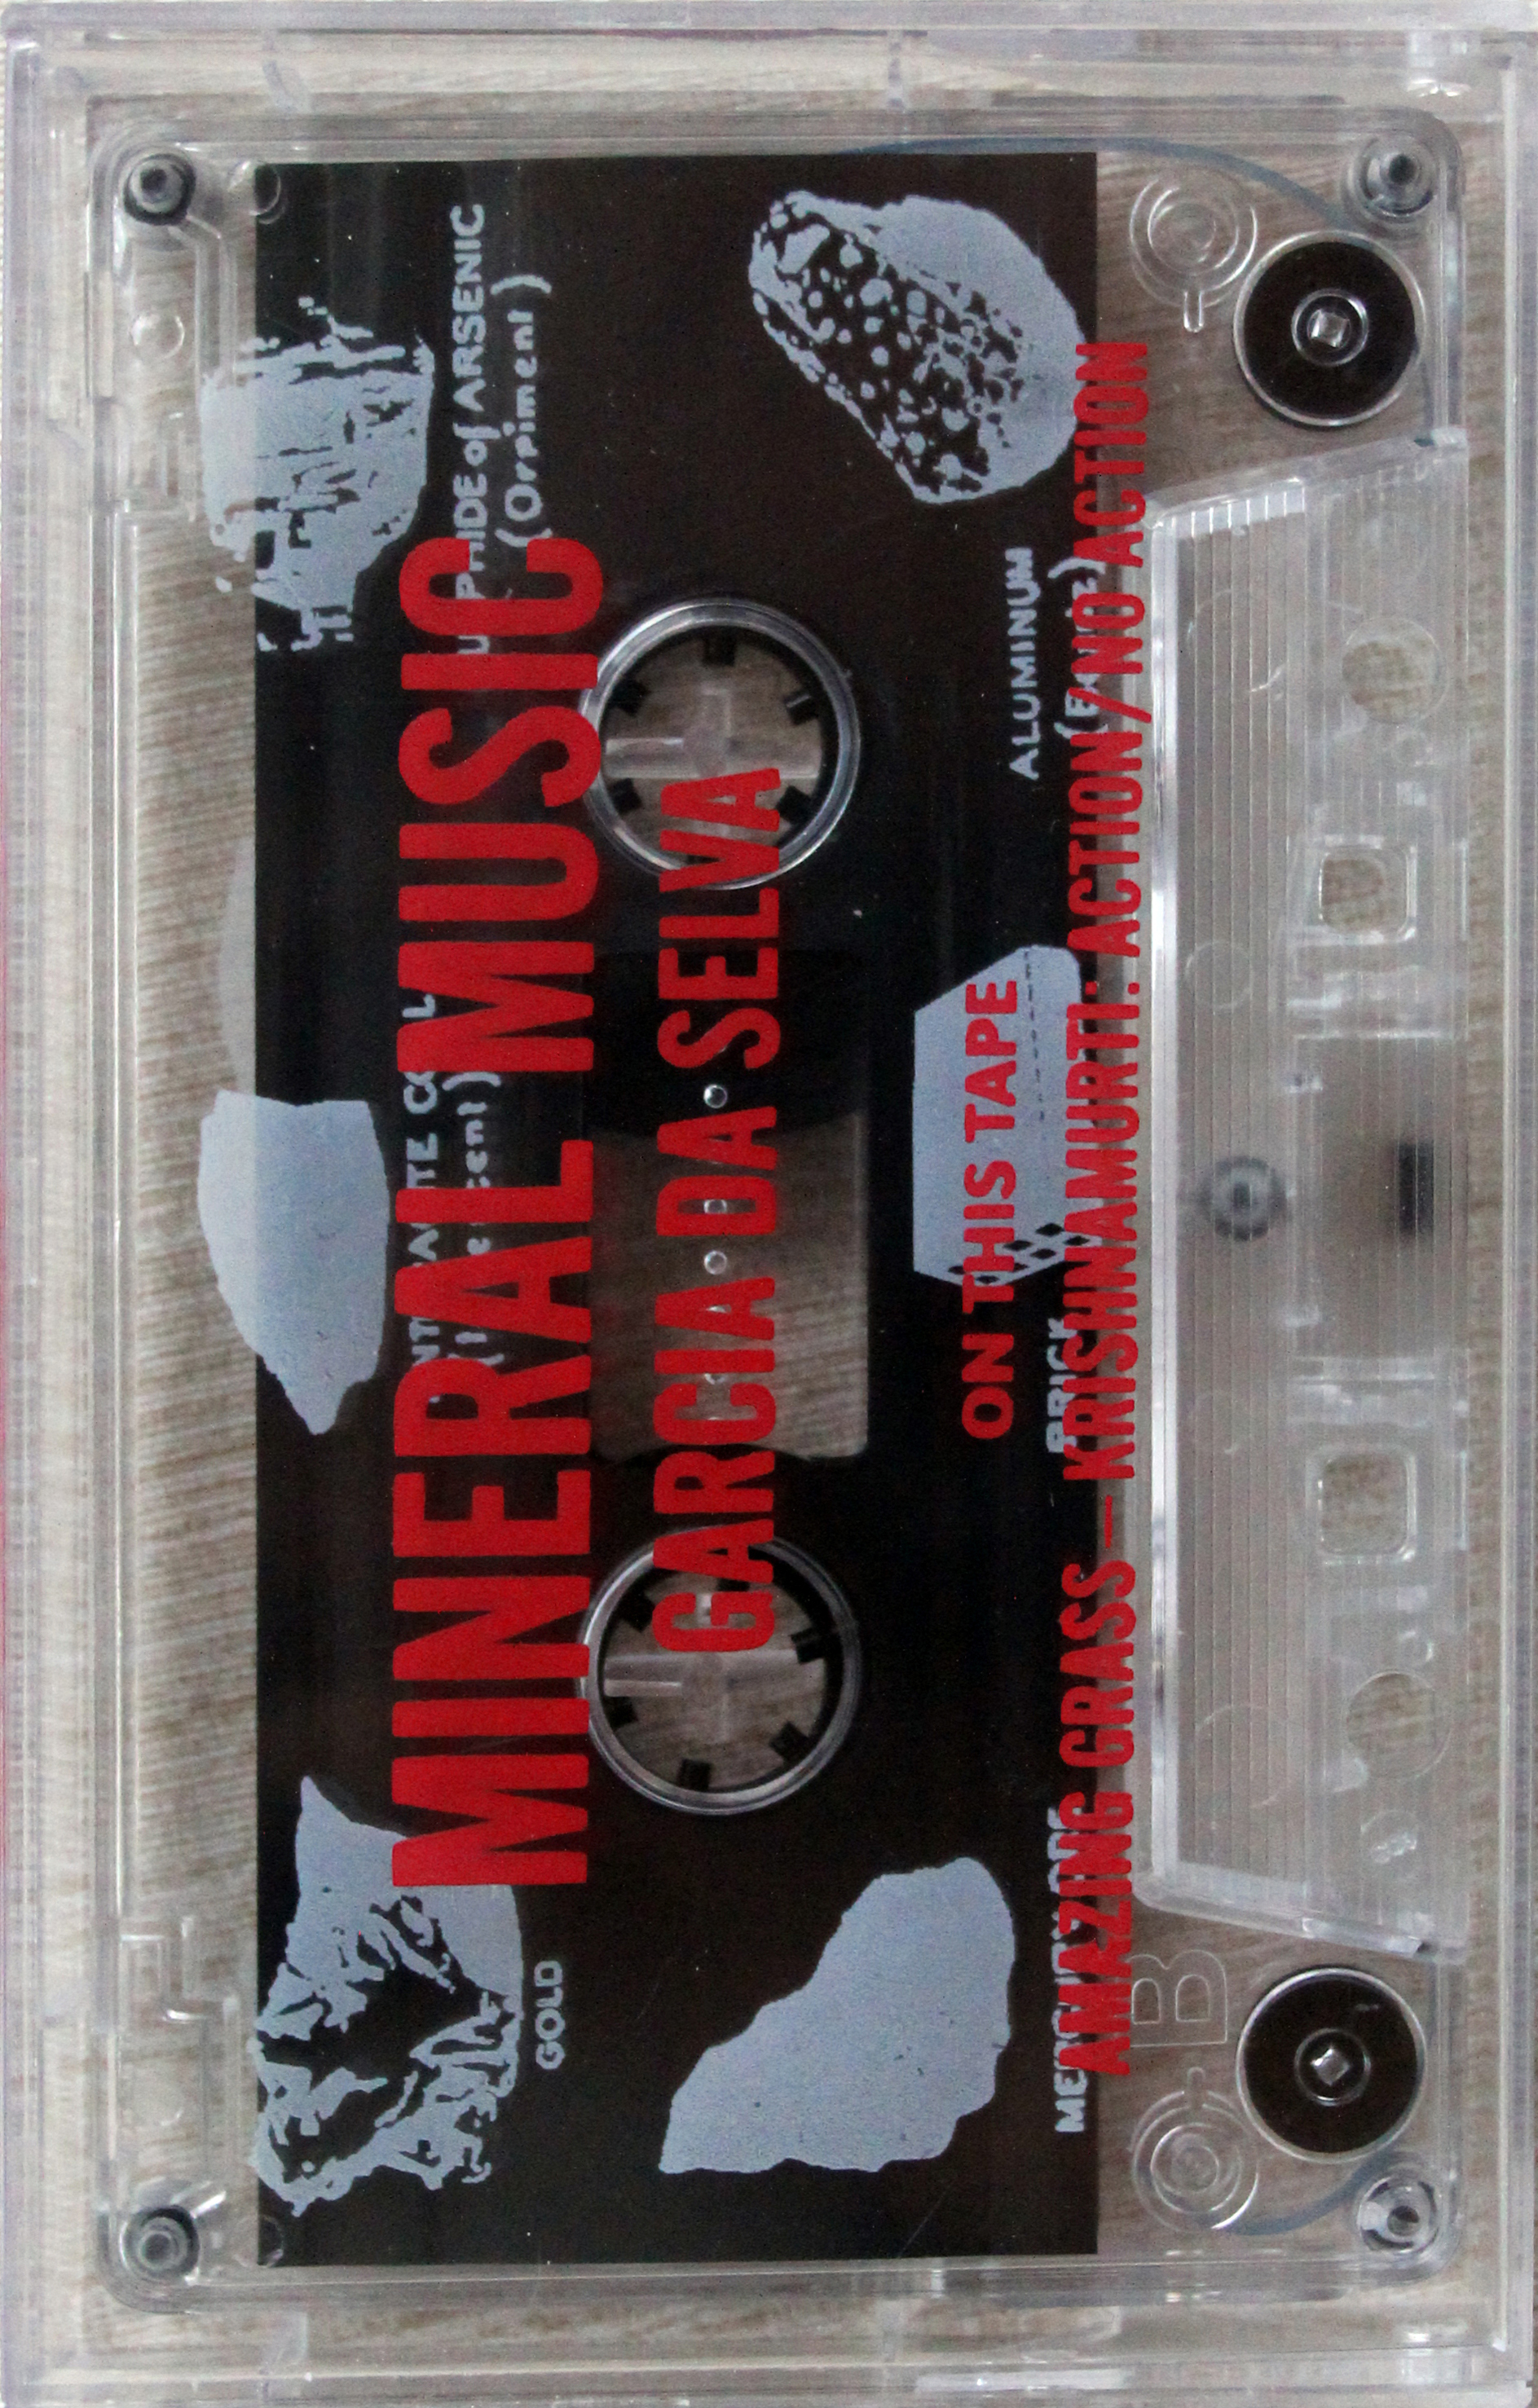 MINERAL MUSIC
GARCIA·DA·SELVA
ON THIS TAPE
AMAZING GRASS — KRISHNAMURTI: ACTION/NO ACTION
PHIDE of ARSENIC
(Orpiment)
GOLD
ALUMINUM
BRICK
B